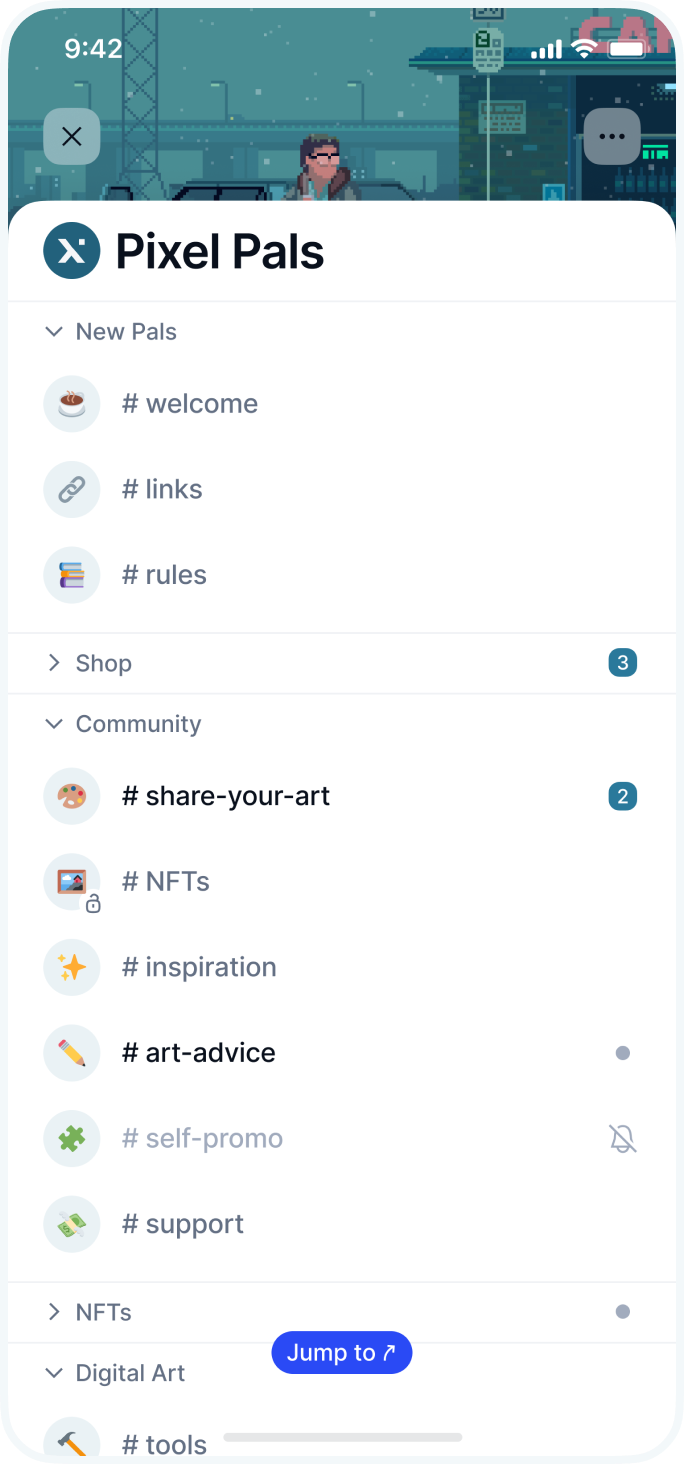 9:42
Pixel Pals
New Pals
# welcome
# links
# rules
Shop
3
Community
# share-your-art
2
# NFTs
# inspiration
# art-advice
# self-promo
# support
NFTs
Jump to ↗
Digital Art
# tools